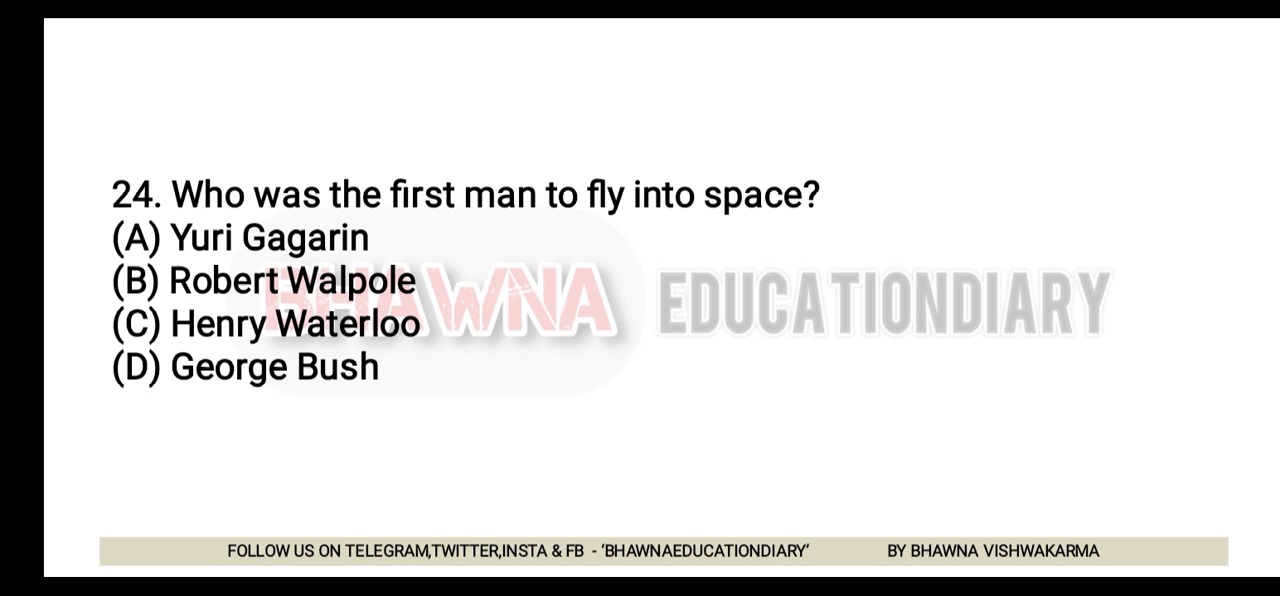 24. Who was the first man to fly into space?
(A) Yuri Gagarin
(B) Robert Walpole
(C) Henry Waterloo
(D) George Bush
BHAWNA EDUCATIONDIARY
FOLLOW US ON TELEGRAM,TWITTER,INSTA & FB - ‘BHAWNAEDUCATIONDIARY’ BY BHAWNA VISHWAKARMA